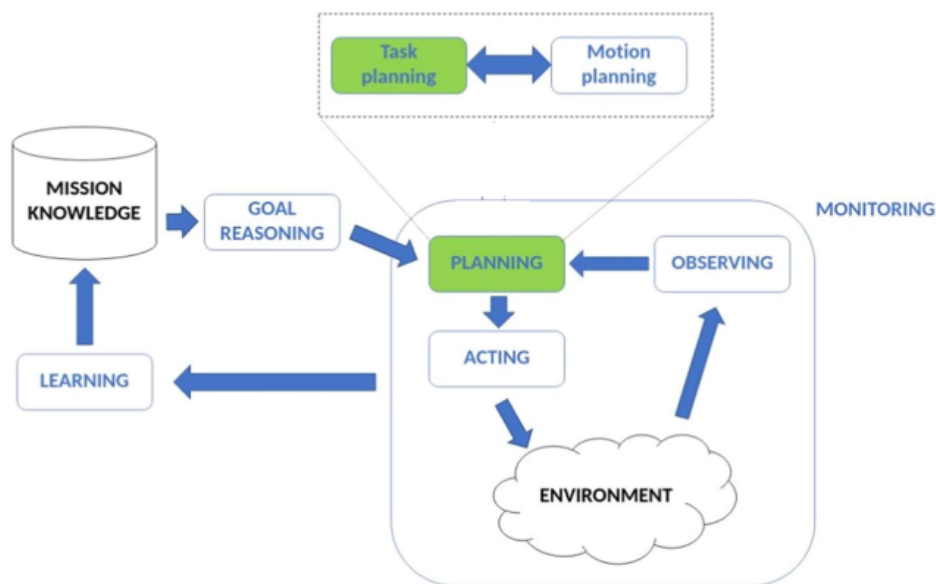 Task
planning
Motion
planning
MISSION
KNOWLEDGE
GOAL
REASONING
MONITORING
PLANNING
OBSERVING
ACTING
LEARNING
ENVIRONMENT